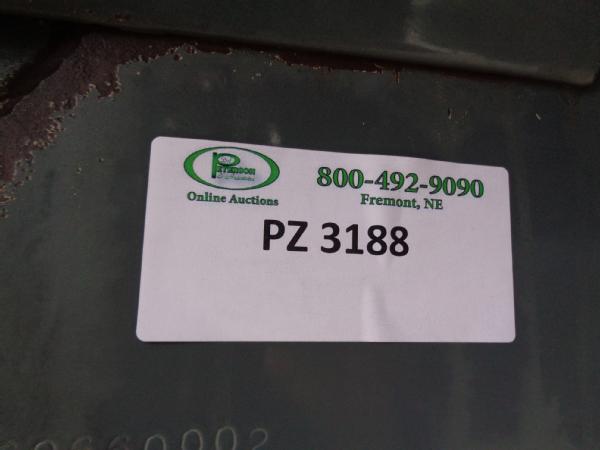 PETERSON
Online Auctions
800-492-9090
Fremont, NE
PZ 3188